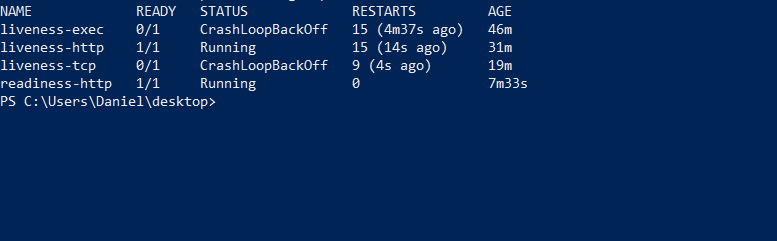 NAME READY STATUS RESTARTS AGE
liveness-exec 0/1 CrashLoopBackOff 15 (4m37s ago) 46m
liveness-http 1/1 Running 15 (14s ago) 31m
liveness-tcp 0/1 CrashLoopBackOff 9 (4s ago) 19m
readiness-http 1/1 Running 0 7m33s
PS C:\Users\Daniel\desktop>